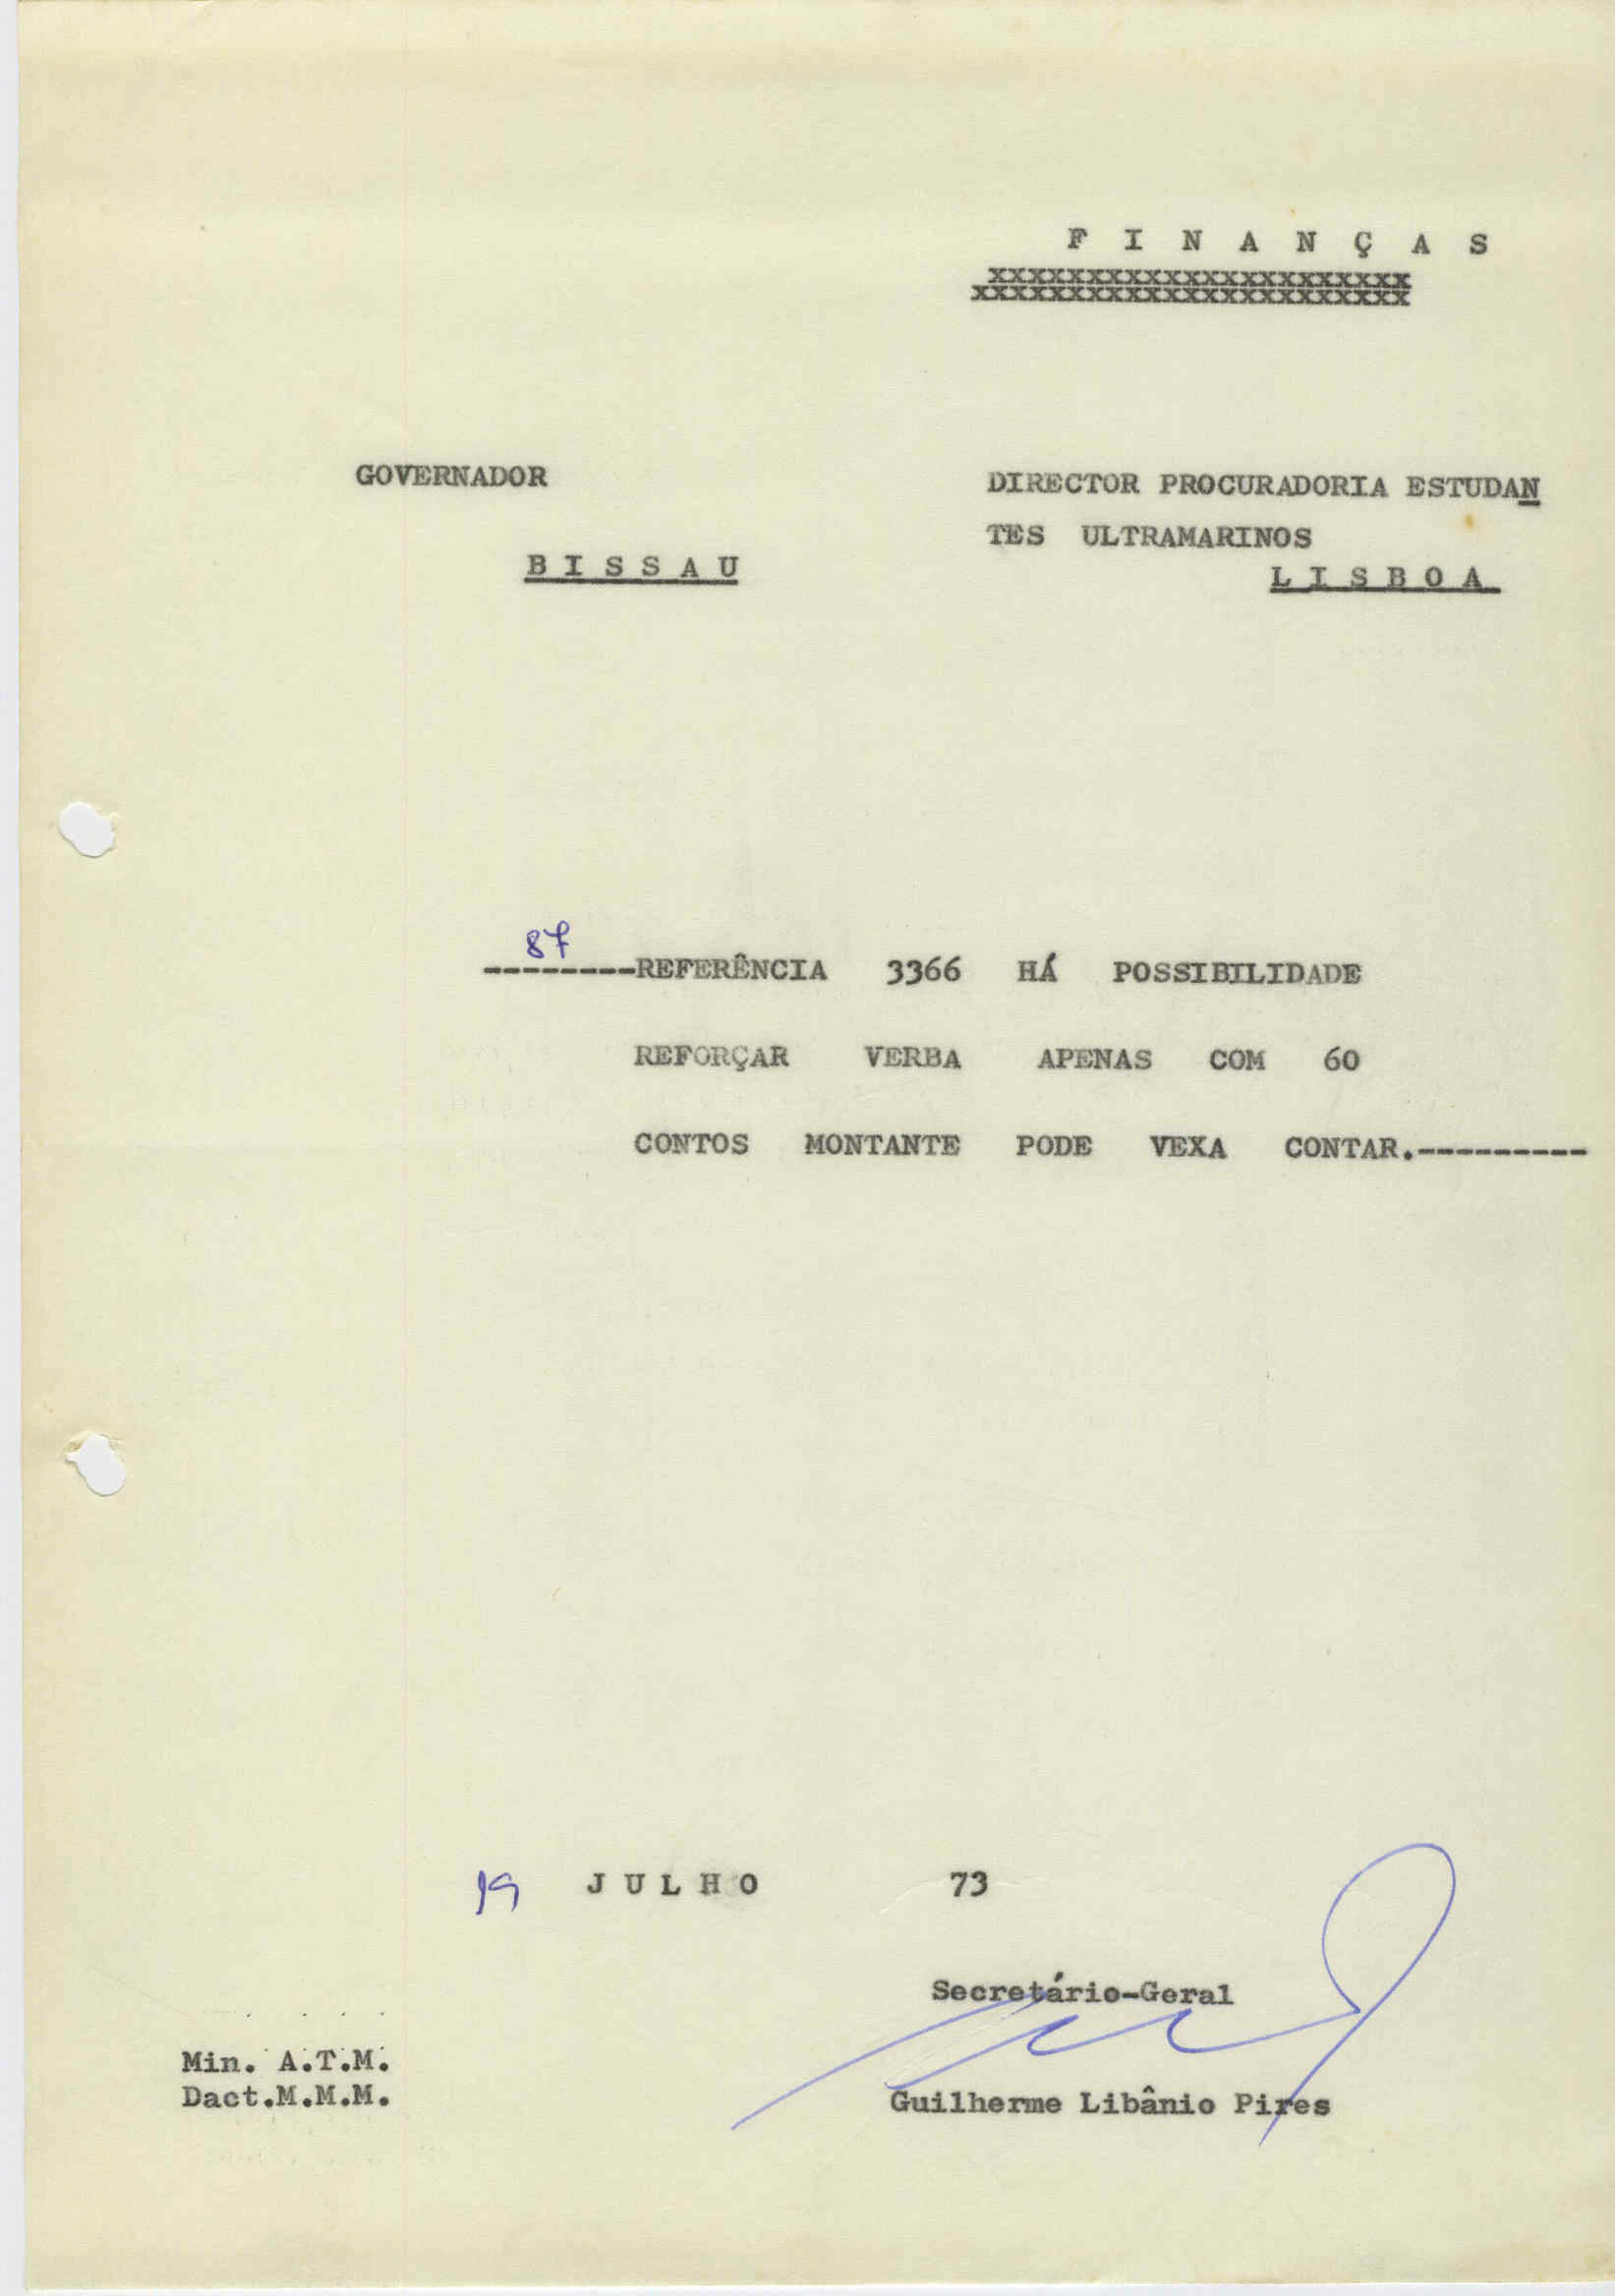 F I N A N Ç A S
xxxxxxxxxxxxxxxxxxxxxx
xxxxxxxxxxxxxxxxxxxxxxx
GOVERNADOR
B I S S A U
DIRECTOR PROCURADORIA ESTUDAN
TES ULTRAMARINOS
L I S B O A
87
--------REFERÊNCIA 3366 HÁ POSSIBILIDADE
REFORÇAR VERBA APENAS COM 60
CONTOS MONTANTE PODE VEXA CONTAR.---------
19 J U L H O 73
Secretário-Geral
Guilherme Libânio Pires
Min. A.T.M.
Dact.M.M.M.